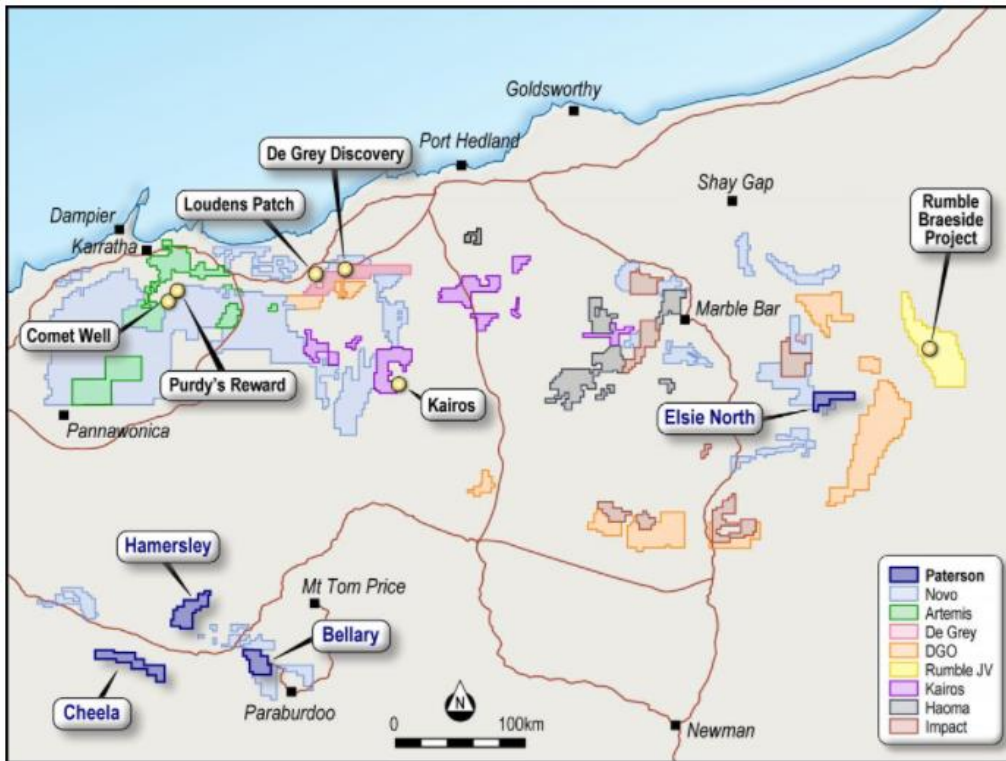 Goldsworthy
Port Hedland
De Grey Discovery
Loudens Patch
Shay Gap
Dampier
Karratha
Rumble
Braeside
Project
Marble Bar
Comet Well
Purdy's Reward
Kairos
Elsie North
Pannawonica
Hamersley
Mt Tom Price
Bellary
Cheela
Paraburdoo
N
0
100km
Newman
Paterson
Novo
Artemis
De Grey
DGO
Rumble JV
Kairos
Haoma
Impact